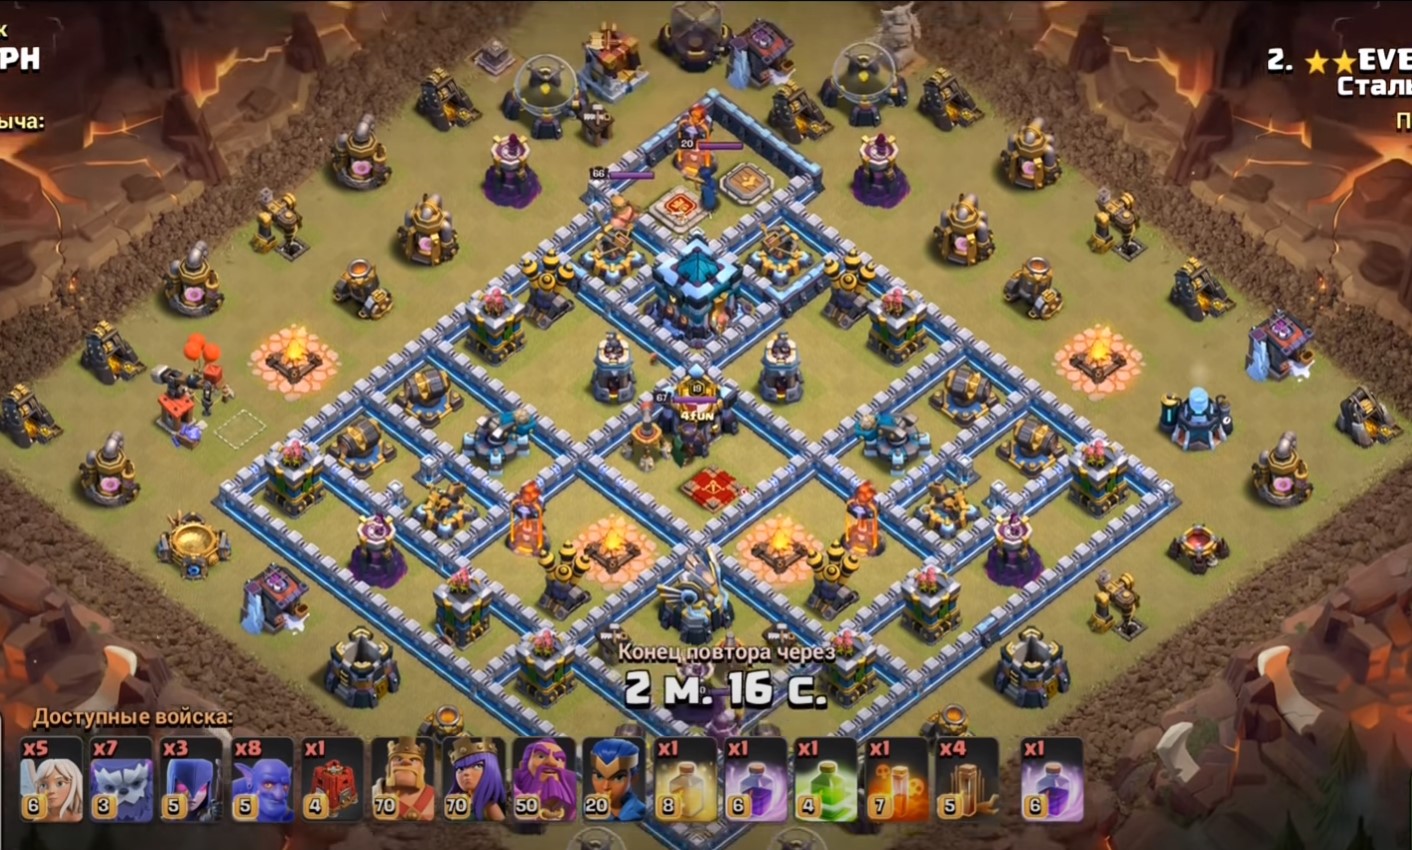 к
РН
ыча:
2. ⭐⭐EVE
Сталь
П
20
66
67 19
4FUN
Конец повтора через
2 м. 16 с.
Доступные войска:
x5 x7 x3 x8 x1 x1 x1 x1 x1 x4 x1
6 3 5 5 4 70 70 50 20 8 6 4 7 5 6